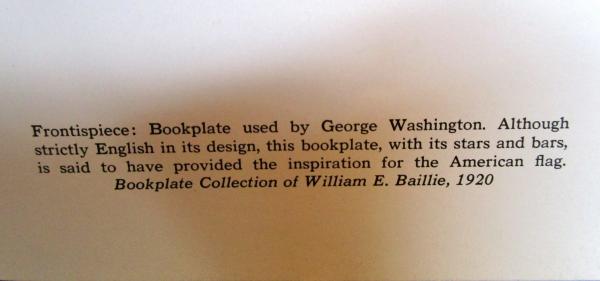 Frontispiece: Bookplate used by George Washington. Although
strictly English in its design, this bookplate, with its stars and bars,
is said to have provided the inspiration for the American flag.
Bookplate Collection of William E. Baillie, 1920